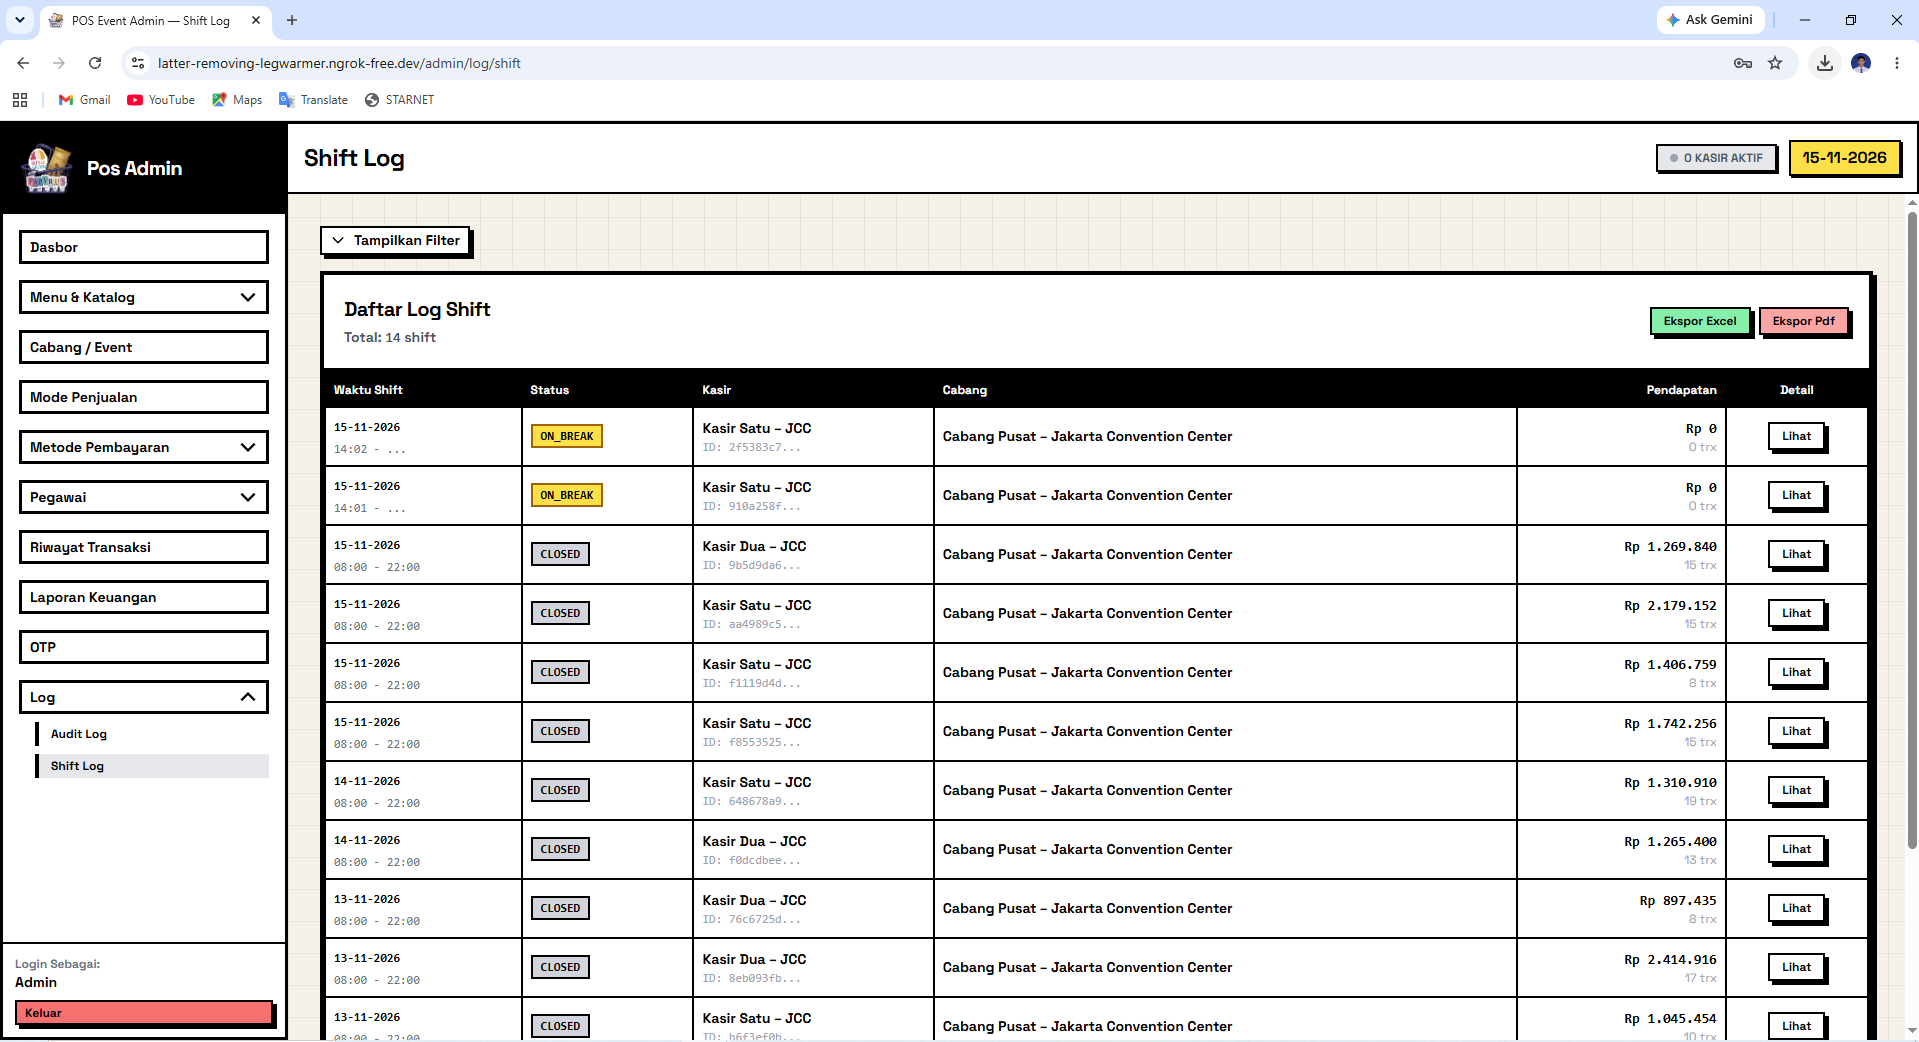 POS Event Admin — Shift Log
Ask Gemini
latter-removing-legwarmer.ngrok-free.dev/admin/log/shift
Gmail
YouTube
Maps
Translate
STARNET
Pos Admin
Shift Log
0 KASIR AKTIF
15-11-2026
Dasbor
Menu & Katalog
Cabang / Event
Mode Penjualan
Metode Pembayaran
Pegawai
Riwayat Transaksi
Laporan Keuangan
OTP
Log
Audit Log
Shift Log
Login Sebagai:
Admin
Keluar
Tampilkan Filter
Daftar Log Shift
Total: 14 shift
Ekspor Excel
Ekspor Pdf
Waktu Shift Status Kasir Cabang Pendapatan Detail
15-11-2026
14:02 - ...
ON_BREAK
Kasir Satu – JCC
ID: 2f5383c7...
Cabang Pusat – Jakarta Convention Center
Rp 0
0 trx
Lihat
15-11-2026
14:01 - ...
ON_BREAK
Kasir Satu – JCC
ID: 910a258f...
Cabang Pusat – Jakarta Convention Center
Rp 0
0 trx
Lihat
15-11-2026
08:00 - 22:00
CLOSED
Kasir Dua – JCC
ID: 9b5d9da6...
Cabang Pusat – Jakarta Convention Center
Rp 1.269.840
15 trx
Lihat
15-11-2026
08:00 - 22:00
CLOSED
Kasir Satu – JCC
ID: aa4989c5...
Cabang Pusat – Jakarta Convention Center
Rp 2.179.152
15 trx
Lihat
15-11-2026
08:00 - 22:00
CLOSED
Kasir Satu – JCC
ID: f1119d4d...
Cabang Pusat – Jakarta Convention Center
Rp 1.406.759
8 trx
Lihat
15-11-2026
08:00 - 22:00
CLOSED
Kasir Satu – JCC
ID: f8553525...
Cabang Pusat – Jakarta Convention Center
Rp 1.742.256
15 trx
Lihat
14-11-2026
08:00 - 22:00
CLOSED
Kasir Satu – JCC
ID: 648678a9...
Cabang Pusat – Jakarta Convention Center
Rp 1.310.910
19 trx
Lihat
14-11-2026
08:00 - 22:00
CLOSED
Kasir Dua – JCC
ID: f0dcdbee...
Cabang Pusat – Jakarta Convention Center
Rp 1.265.400
13 trx
Lihat
13-11-2026
08:00 - 22:00
CLOSED
Kasir Dua – JCC
ID: 76c6725d...
Cabang Pusat – Jakarta Convention Center
Rp 897.435
8 trx
Lihat
13-11-2026
08:00 - 22:00
CLOSED
Kasir Dua – JCC
ID: 8eb093fb...
Cabang Pusat – Jakarta Convention Center
Rp 2.414.916
17 trx
Lihat
13-11-2026
08:00 - 22:00
CLOSED
Kasir Satu – JCC
ID: b6f3ef0b...
Cabang Pusat – Jakarta Convention Center
Rp 1.045.454
10 trx
Lihat